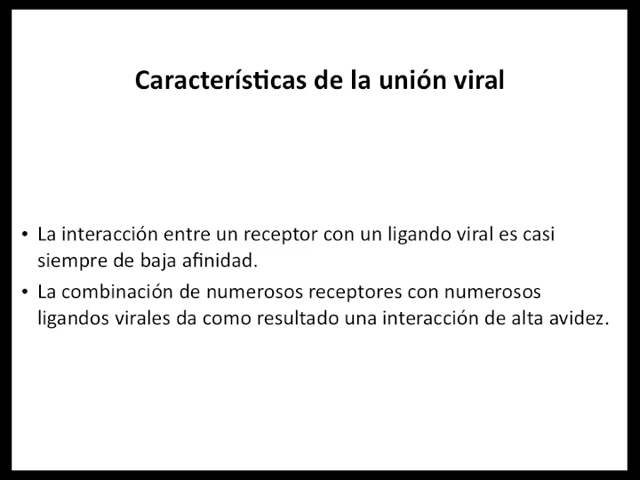 Características de la unión viral
• La interacción entre un receptor con un ligando viral es casi
siempre de baja afinidad.
• La combinación de numerosos receptores con numerosos
ligandos virales da como resultado una interacción de alta avidez.